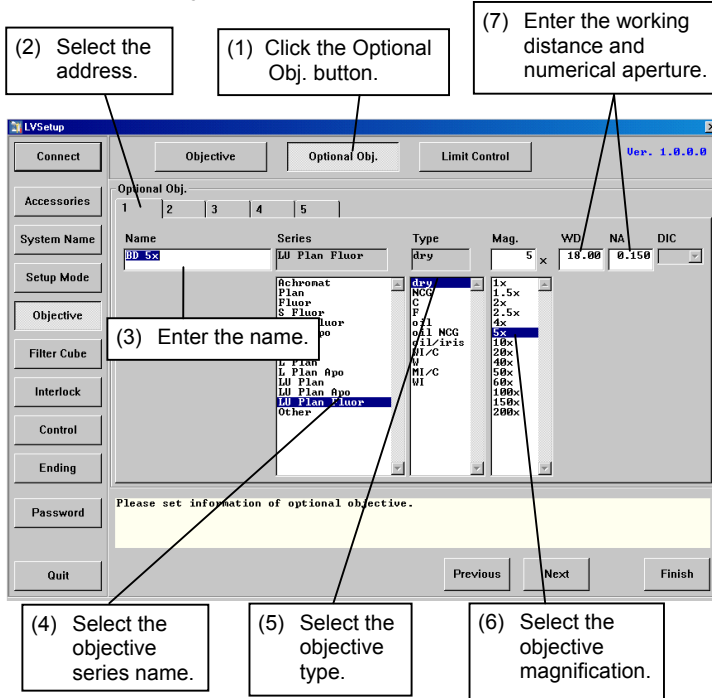 (7) Enter the working
distance and
numerical aperture.
(2) Select the
address.
(1) Click the Optional
Obj. button.
LVSetup
Connect
Objective
Optional Obj.
Limit Control
Ver. 1.0.0.0
Accessories
System Name
Setup Mode
Objective
Filter Cube
Interlock
Control
Ending
Password
Quit
Optional Obj.
1 2 3 4 5
Name Series Type Mag. WD NA DIC
BD 5x LU Plan Fluor dry 5 × 18.00 0.150
Achromat
Plan
Fluor
S Fluor
L Plan
L Plan Apo
LU Plan
LU Plan Apo
LU Plan Fluor
Other
dry
NCG
C
F
oil
oil NCG
oil/iris
WI/C
W
MI/C
WI
1x
1.5x
2x
2.5x
4x
5x
10x
20x
40x
50x
60x
100x
150x
200x
(3) Enter the name.
Please set information of optional objective.
Previous
Next
Finish
(4) Select the
objective
series name.
(5) Select the
objective
type.
(6) Select the
objective
magnification.